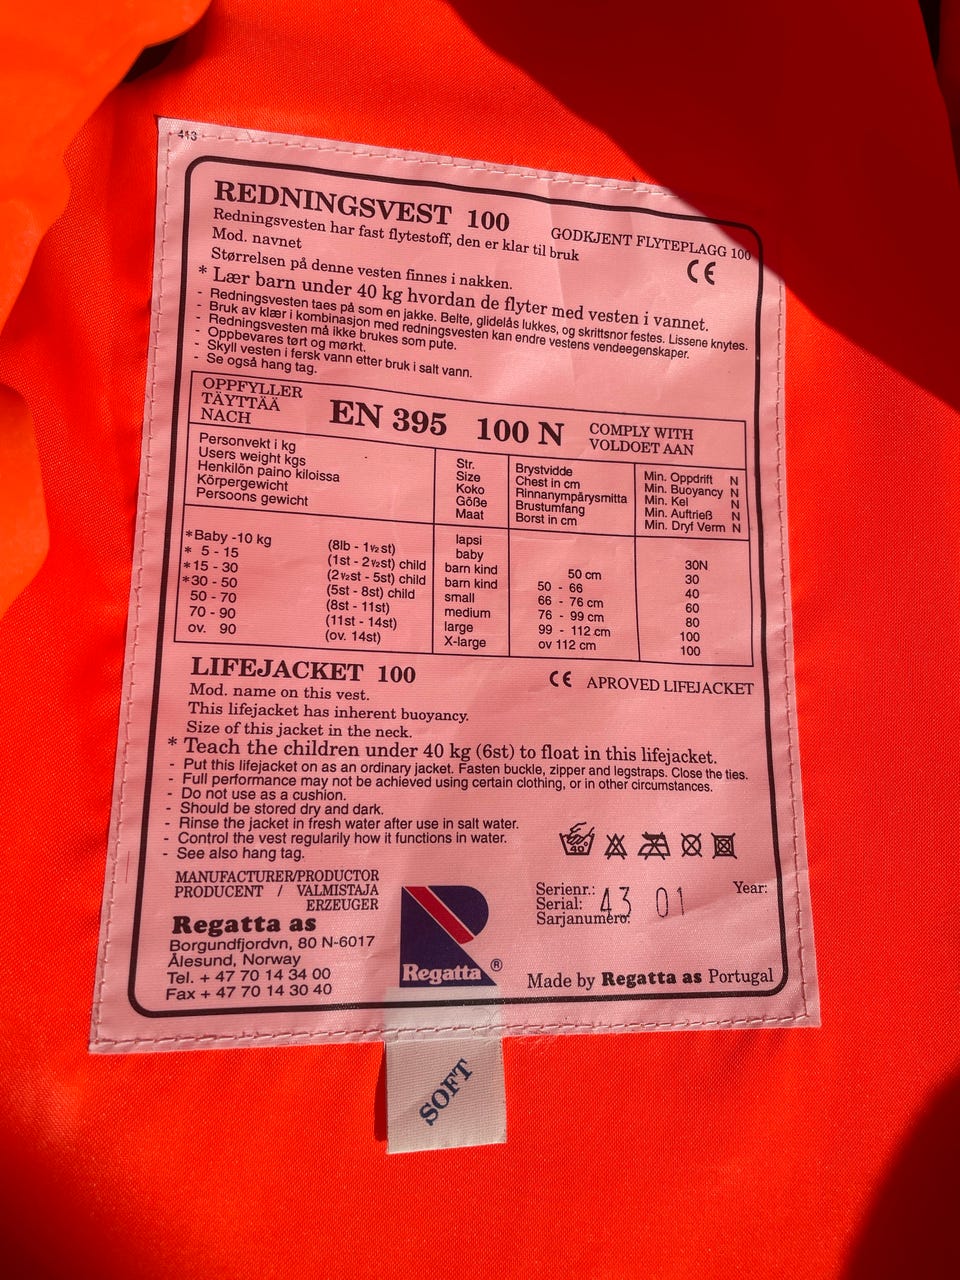 413
REDNINGSVEST 100
GODKJENT FLYTEPLAGG 100
Redningsvesten har fast flytestoff, den er klar til bruk
CE
Mod. navnet
Størrelsen på denne vesten finnes i nakken.
* Lær barn under 40 kg hvordan de flyter med vesten i vannet.
- Redningsvesten taes på som en jakke. Belte, glidelås lukkes, og skrittsnor festes. Lissene knytes.
- Bruk av klær i kombinasjon med redningsvesten kan endre vestens vendeegenskaper.
- Redningsvesten må ikke brukes som pute.
- Oppbevares tørt og mørkt.
- Skyll vesten i fersk vann etter bruk i salt vann.
- Se også hang tag.
OPPFYLLER
TÄYTTÄÄ
NACH
EN 395 100 N
COMPLY WITH
VOLDOET AAN
Personvekt i kg
Users weight kgs
Henkilön paino kiloissa
Körpergewicht
Persoons gewicht
Str.
Size
Koko
Göße
Maat
Brystvidde
Chest in cm
Rinnanympärysmitta
Brustumfang
Borst in cm
Min. Oppdrift N
Min. Buoyancy N
Min. Kel N
Min. Auftrieß N
Min. Dryf Verm N
*Baby -10 kg (8lb - 1½st) lapsi 30N
* 5 - 15 (1st - 2½st) child baby 50 cm 30
*15 - 30 (2½st - 5st) child barn kind 50 - 66 40
*30 - 50 (5st - 8st) child barn kind 66 - 76 cm 60
50 - 70 (8st - 11st) small 76 - 99 cm 80
70 - 90 (11st - 14st) medium 99 - 112 cm 100
ov. 90 (ov. 14st) large ov 112 cm 100
X-large
LIFEJACKET 100
CE APROVED LIFEJACKET
Mod. name on this vest.
This lifejacket has inherent buoyancy.
Size of this jacket in the neck.
* Teach the children under 40 kg (6st) to float in this lifejacket.
- Put this lifejacket on as an ordinary jacket. Fasten buckle, zipper and legstraps. Close the ties.
- Full performance may not be achieved using certain clothing, or in other circumstances.
- Do not use as a cushion.
- Should be stored dry and dark.
- Rinse the jacket in fresh water after use in salt water.
- Control the vest regularily how it functions in water.
- See also hang tag.
40°
MANUFACTURER/PRODUCTOR
PRODUCENT / VALMISTAJA
ERZEUGER
Regatta as
Borgundfjordvn, 80 N-6017
Ålesund, Norway
Tel. + 47 70 14 34 00
Fax + 47 70 14 30 40
Regatta ®
Serienr.:
Serial: 43 01
Sarjanumero:
Year:
Made by Regatta as Portugal
SOFT